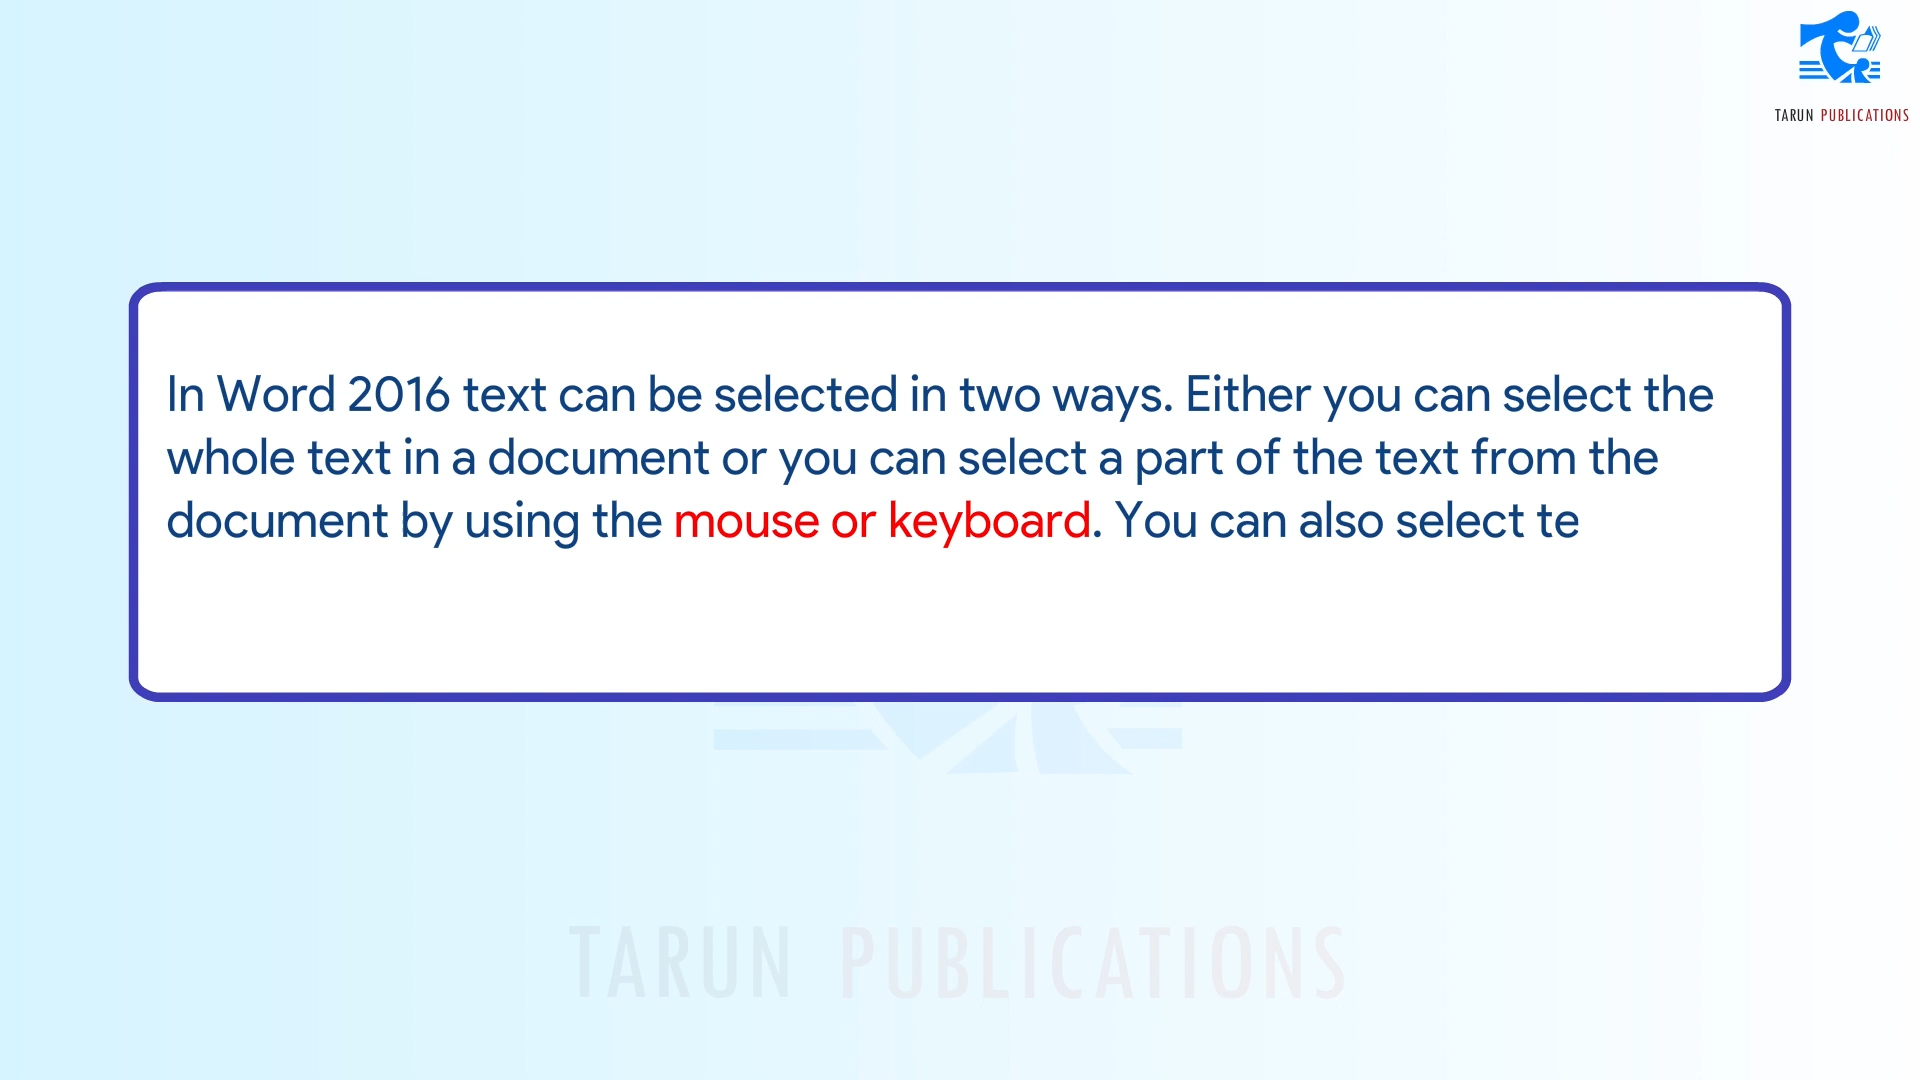 TARUN PUBLICATIONS
In Word 2016 text can be selected in two ways. Either you can select the
whole text in a document or you can select a part of the text from the
document by using the mouse or keyboard. You can also select te
TARUN PUBLICATIONS